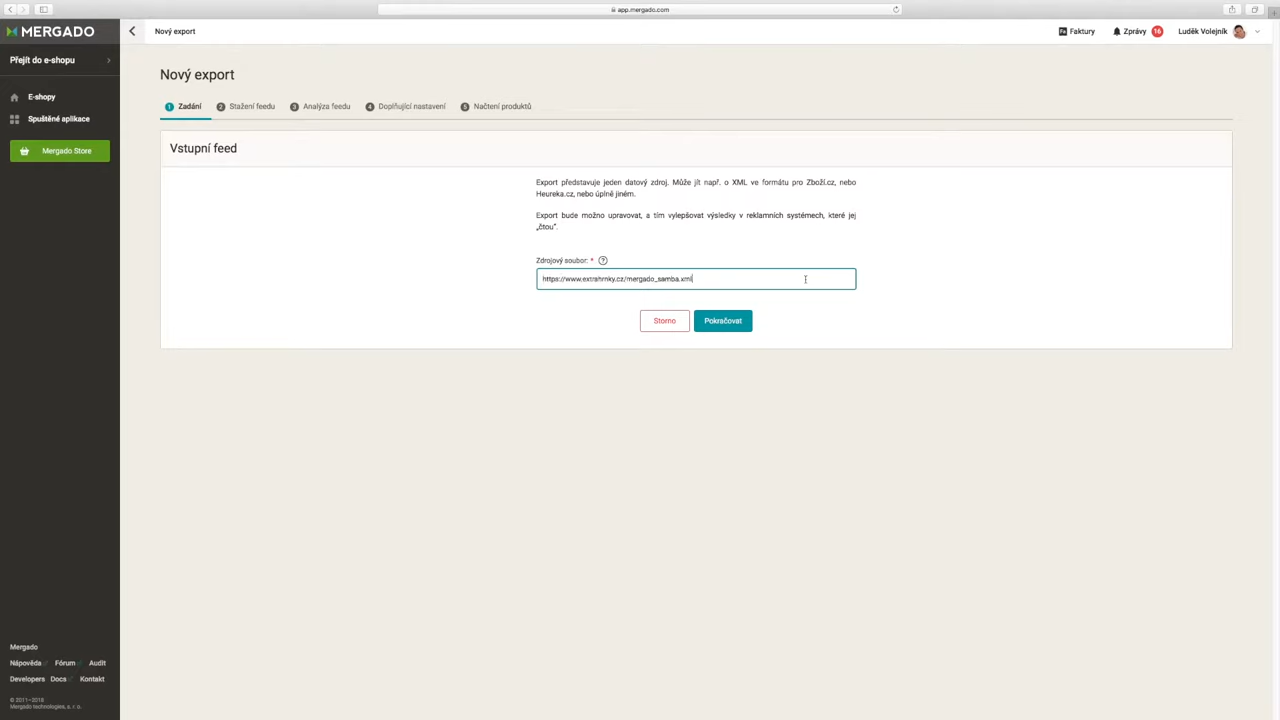 app.mergado.com
MERGADO
Nový export
Faktury
Zprávy 16
Luděk Volejník
Přejít do e-shopu
E-shopy
Spuštěné aplikace
Mergado Store
Nový export
1 Zadání
2 Stažení feedu
3 Analýza feedu
4 Doplňující nastavení
5 Načtení produktů
Vstupní feed
Export představuje jeden datový zdroj. Může jít např. o XML ve formátu pro Zboží.cz, nebo
Heureka.cz, nebo úplně jiném.
Export bude možno upravovat, a tím vylepšovat výsledky v reklamních systémech, které jej
„čtou".
Zdrojový soubor: * ?
https://www.extrahrnky.cz/mergado_samba.xml
Storno
Pokračovat
Mergado
Nápověda Fórum Audit
Developers Docs Kontakt
© 2011–2018
Mergado technologies, s. r. o.